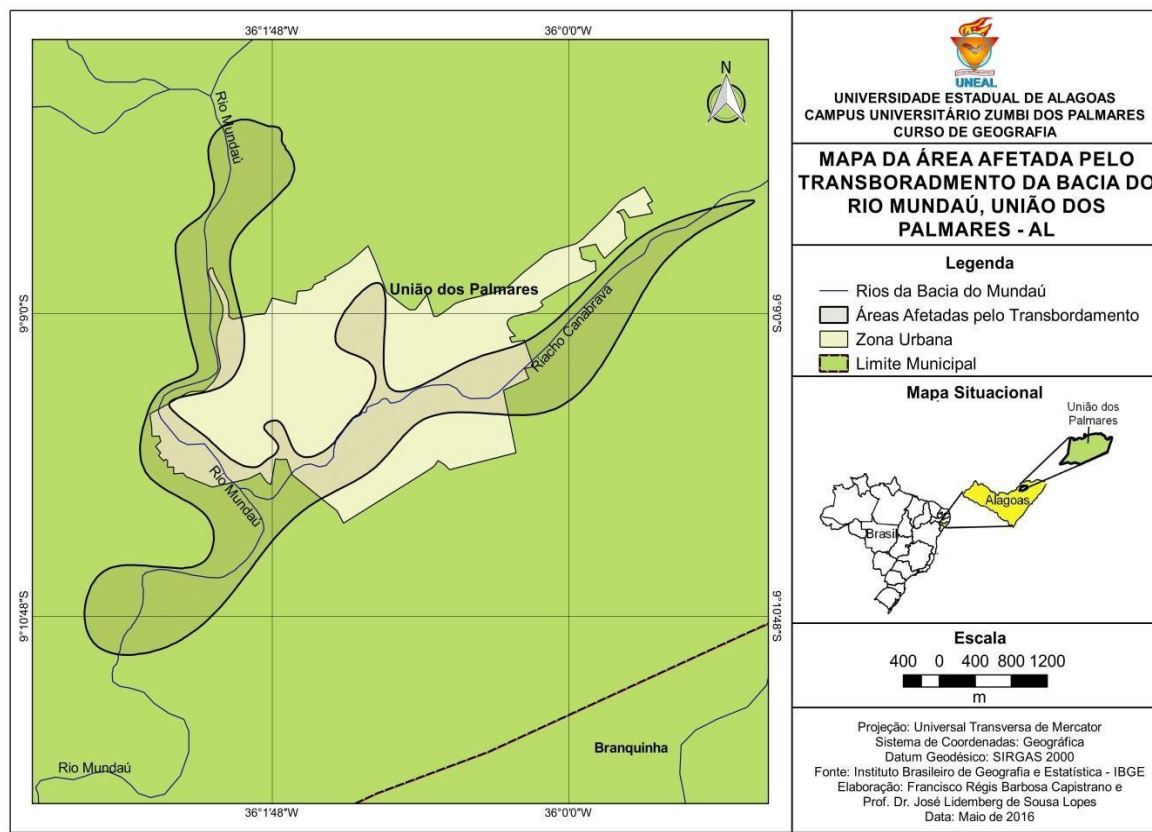 36°1'48"W
36°0'0"W
N
Rio Mundaú
União dos Palmares
Riacho Canabrava
Rio Mundaú
Rio Mundaú
Branquinha
9°9'0"S
9°9'0"S
9°10'48"S
9°10'48"S
36°1'48"W
36°0'0"W
UNEAL
UNIVERSIDADE ESTADUAL DE ALAGOAS
CAMPUS UNIVERSITÁRIO ZUMBI DOS PALMARES
CURSO DE GEOGRAFIA
MAPA DA ÁREA AFETADA PELO
TRANSBORADMENTO DA BACIA DO
RIO MUNDAÚ, UNIÃO DOS
PALMARES - AL
Legenda
Rios da Bacia do Mundaú
Áreas Afetadas pelo Transbordamento
Zona Urbana
Limite Municipal
Mapa Situacional
União dos
Palmares
Alagoas
Brasil
Escala
400 0 400 800 1200
m
Projeção: Universal Transversa de Mercator
Sistema de Coordenadas: Geográfica
Datum Geodésico: SIRGAS 2000
Fonte: Instituto Brasileiro de Geografia e Estatística - IBGE
Elaboração: Francisco Régis Barbosa Capistrano e
Prof. Dr. José Lidemberg de Sousa Lopes
Data: Maio de 2016